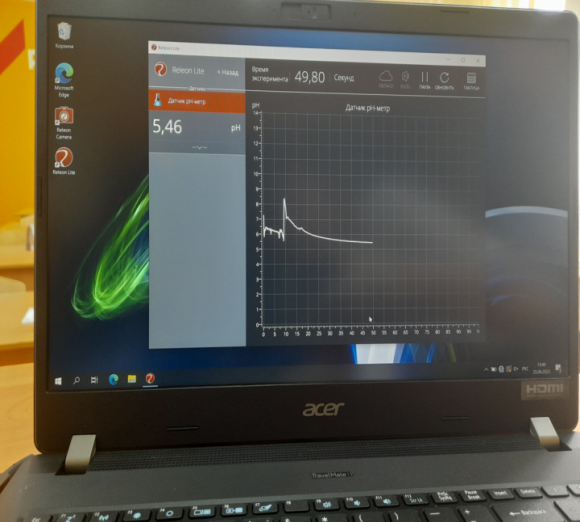 Корзина
Microsoft
Edge
Releon
Camera
Releon Lite
Releon Lite
Releon Lite
< Назад
Время
эксперимента
49,80
Секунд
Пауза
Датчик pH-метр
5,46
pH
pH
Датчик pH-метр
14
13
12
11
10
9
8
7
6
5
4
3
2
1
0
0 5 10 15 20 25 30 35 40 45 50 55 60 65 70 75 80 85 90 95
HDMI
acer
TravelMate
Backspace